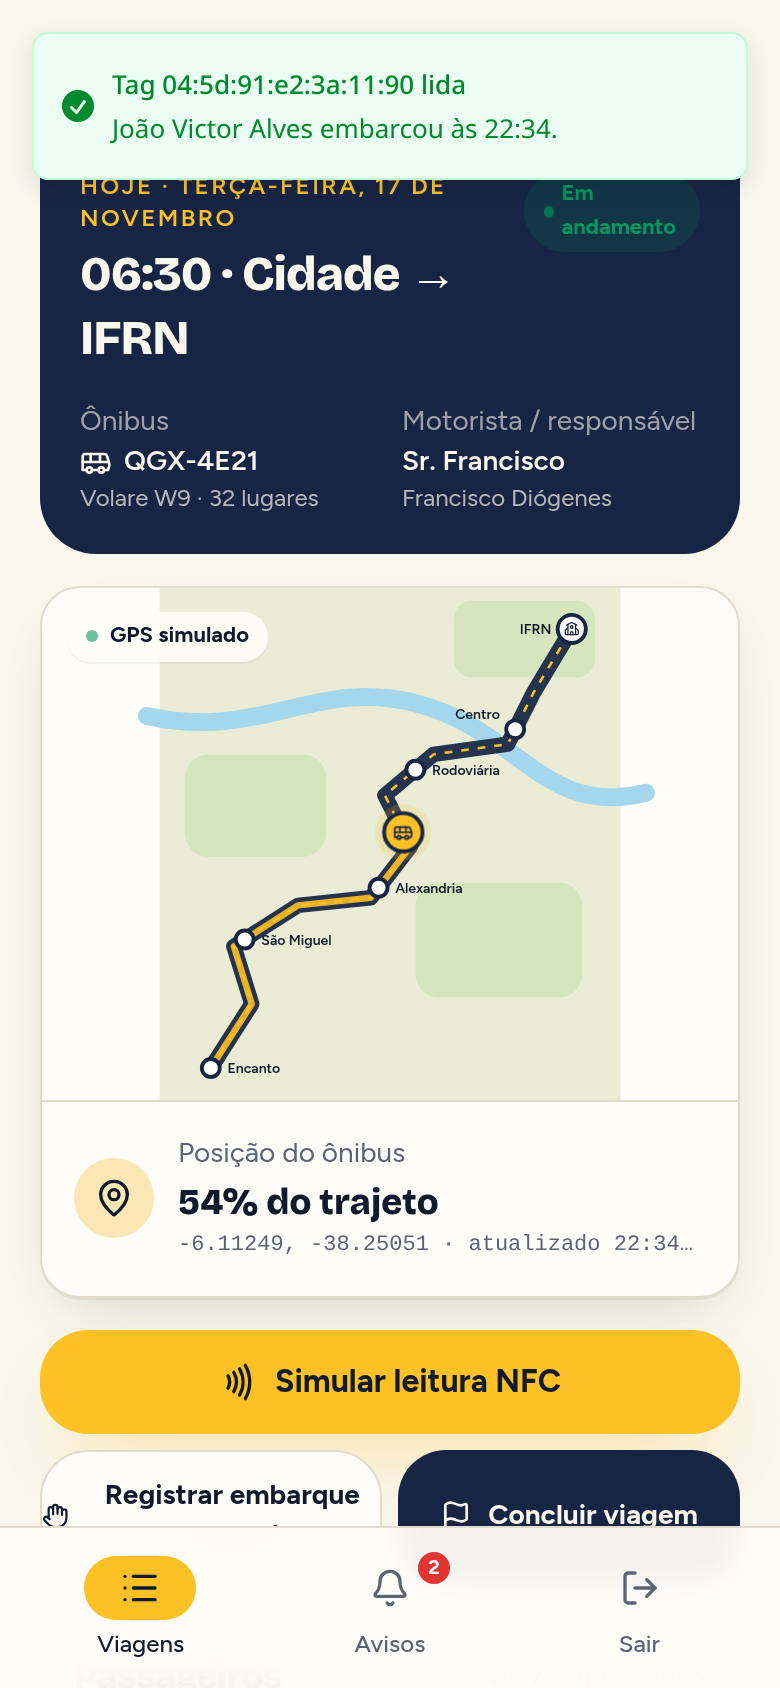 Tag 04:5d:91:e2:3a:11:90 lida
João Victor Alves embarcou às 22:34.
HOJE · TERÇA-FEIRA, 17 DE
NOVEMBRO
Em
andamento
06:30 · Cidade →
IFRN
Ônibus
Motorista / responsável
QGX-4E21
Sr. Francisco
Volare W9 · 32 lugares
Francisco Diógenes
GPS simulado
IFRN
Centro
Rodoviária
Alexandria
São Miguel
Encanto
Posição do ônibus
54% do trajeto
-6.11249, -38.25051 · atualizado 22:34…
Simular leitura NFC
Registrar embarque
Concluir viagem
2
Viagens
Avisos
Sair
Passageiros